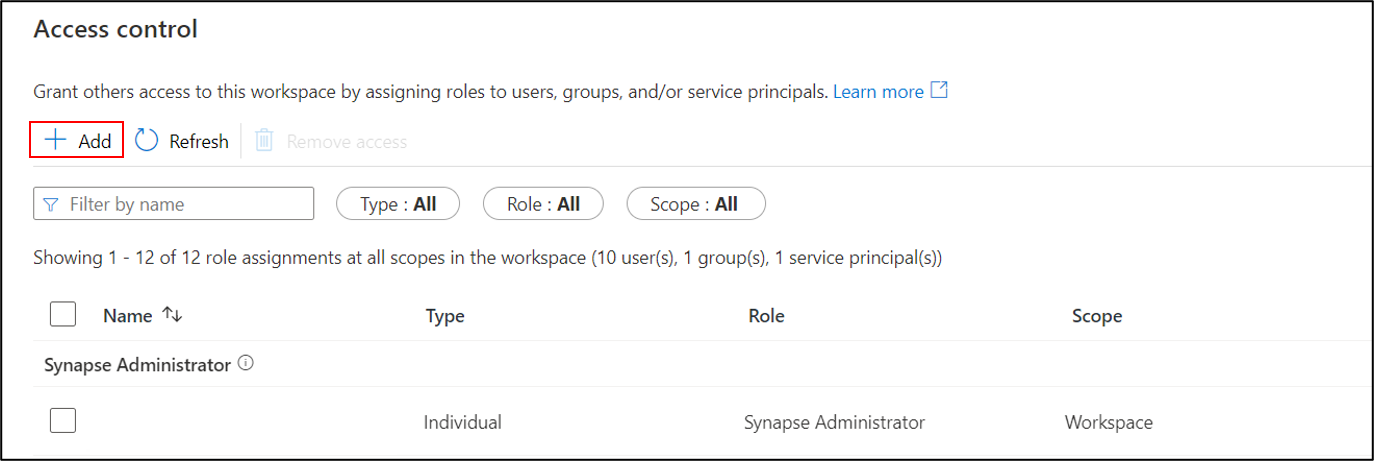 Access control
Grant others access to this workspace by assigning roles to users, groups, and/or service principals. Learn more
Add Refresh Remove access
Filter by name Type : All Role : All Scope : All
Showing 1 - 12 of 12 role assignments at all scopes in the workspace (10 user(s), 1 group(s), 1 service principal(s))
Name Type Role Scope
Synapse Administrator
Individual Synapse Administrator Workspace